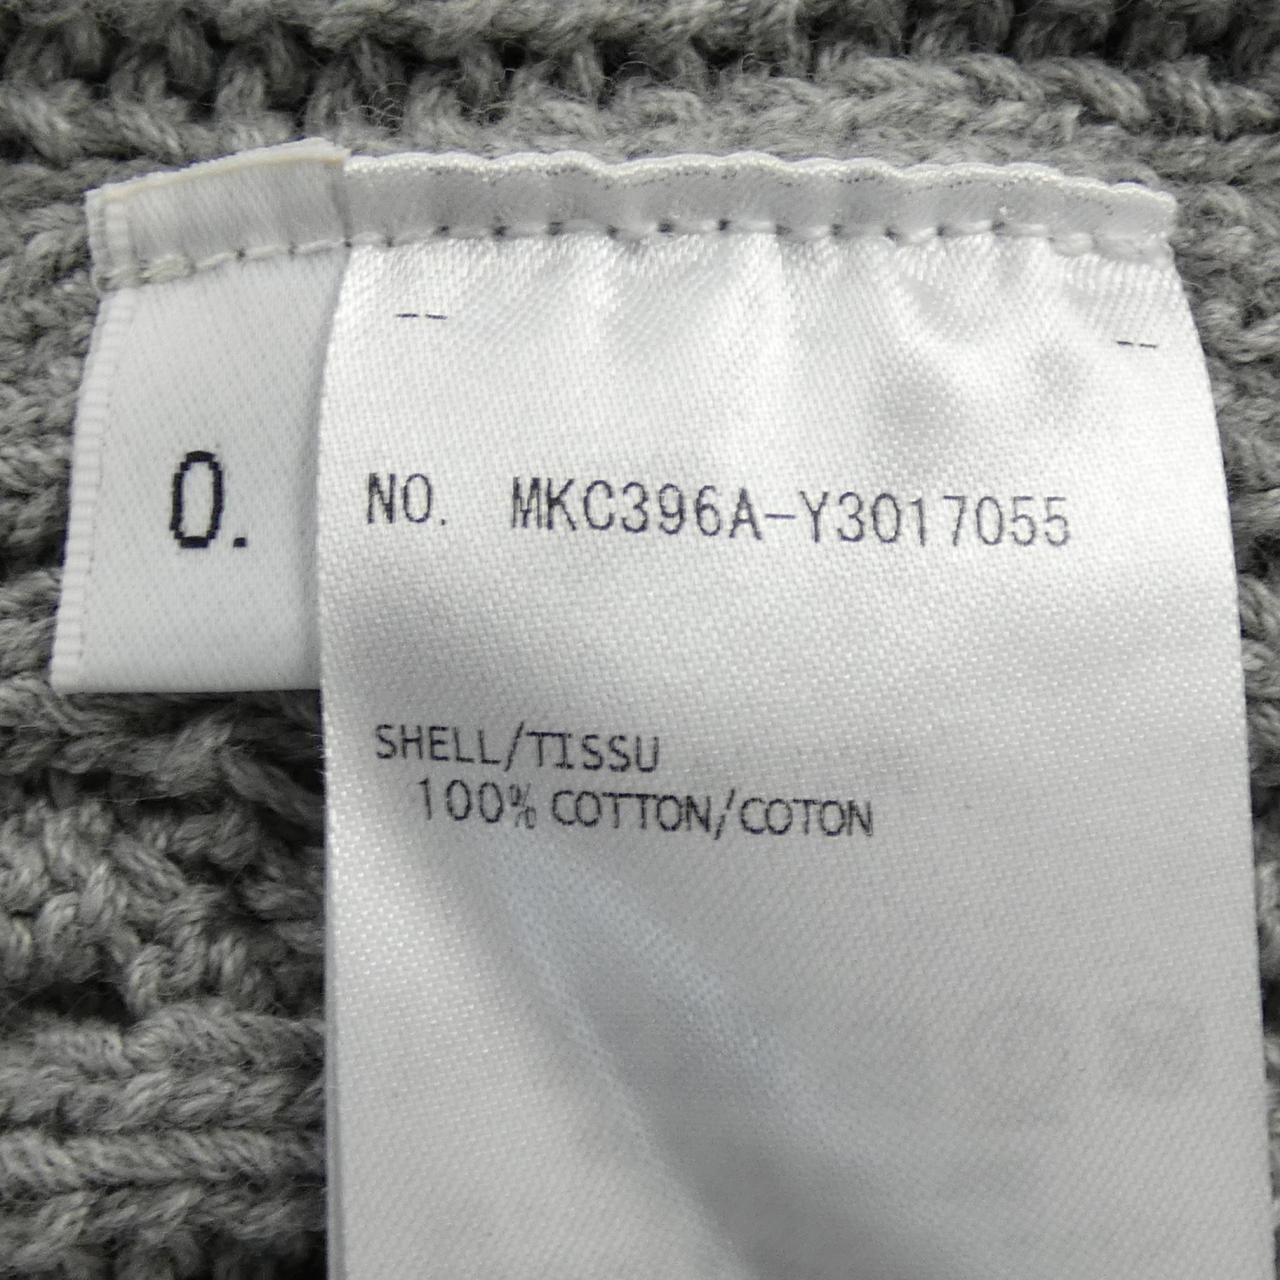 0.
NO. MKC396A-Y3017055
SHELL/TISSU
100% COTTON/COTON